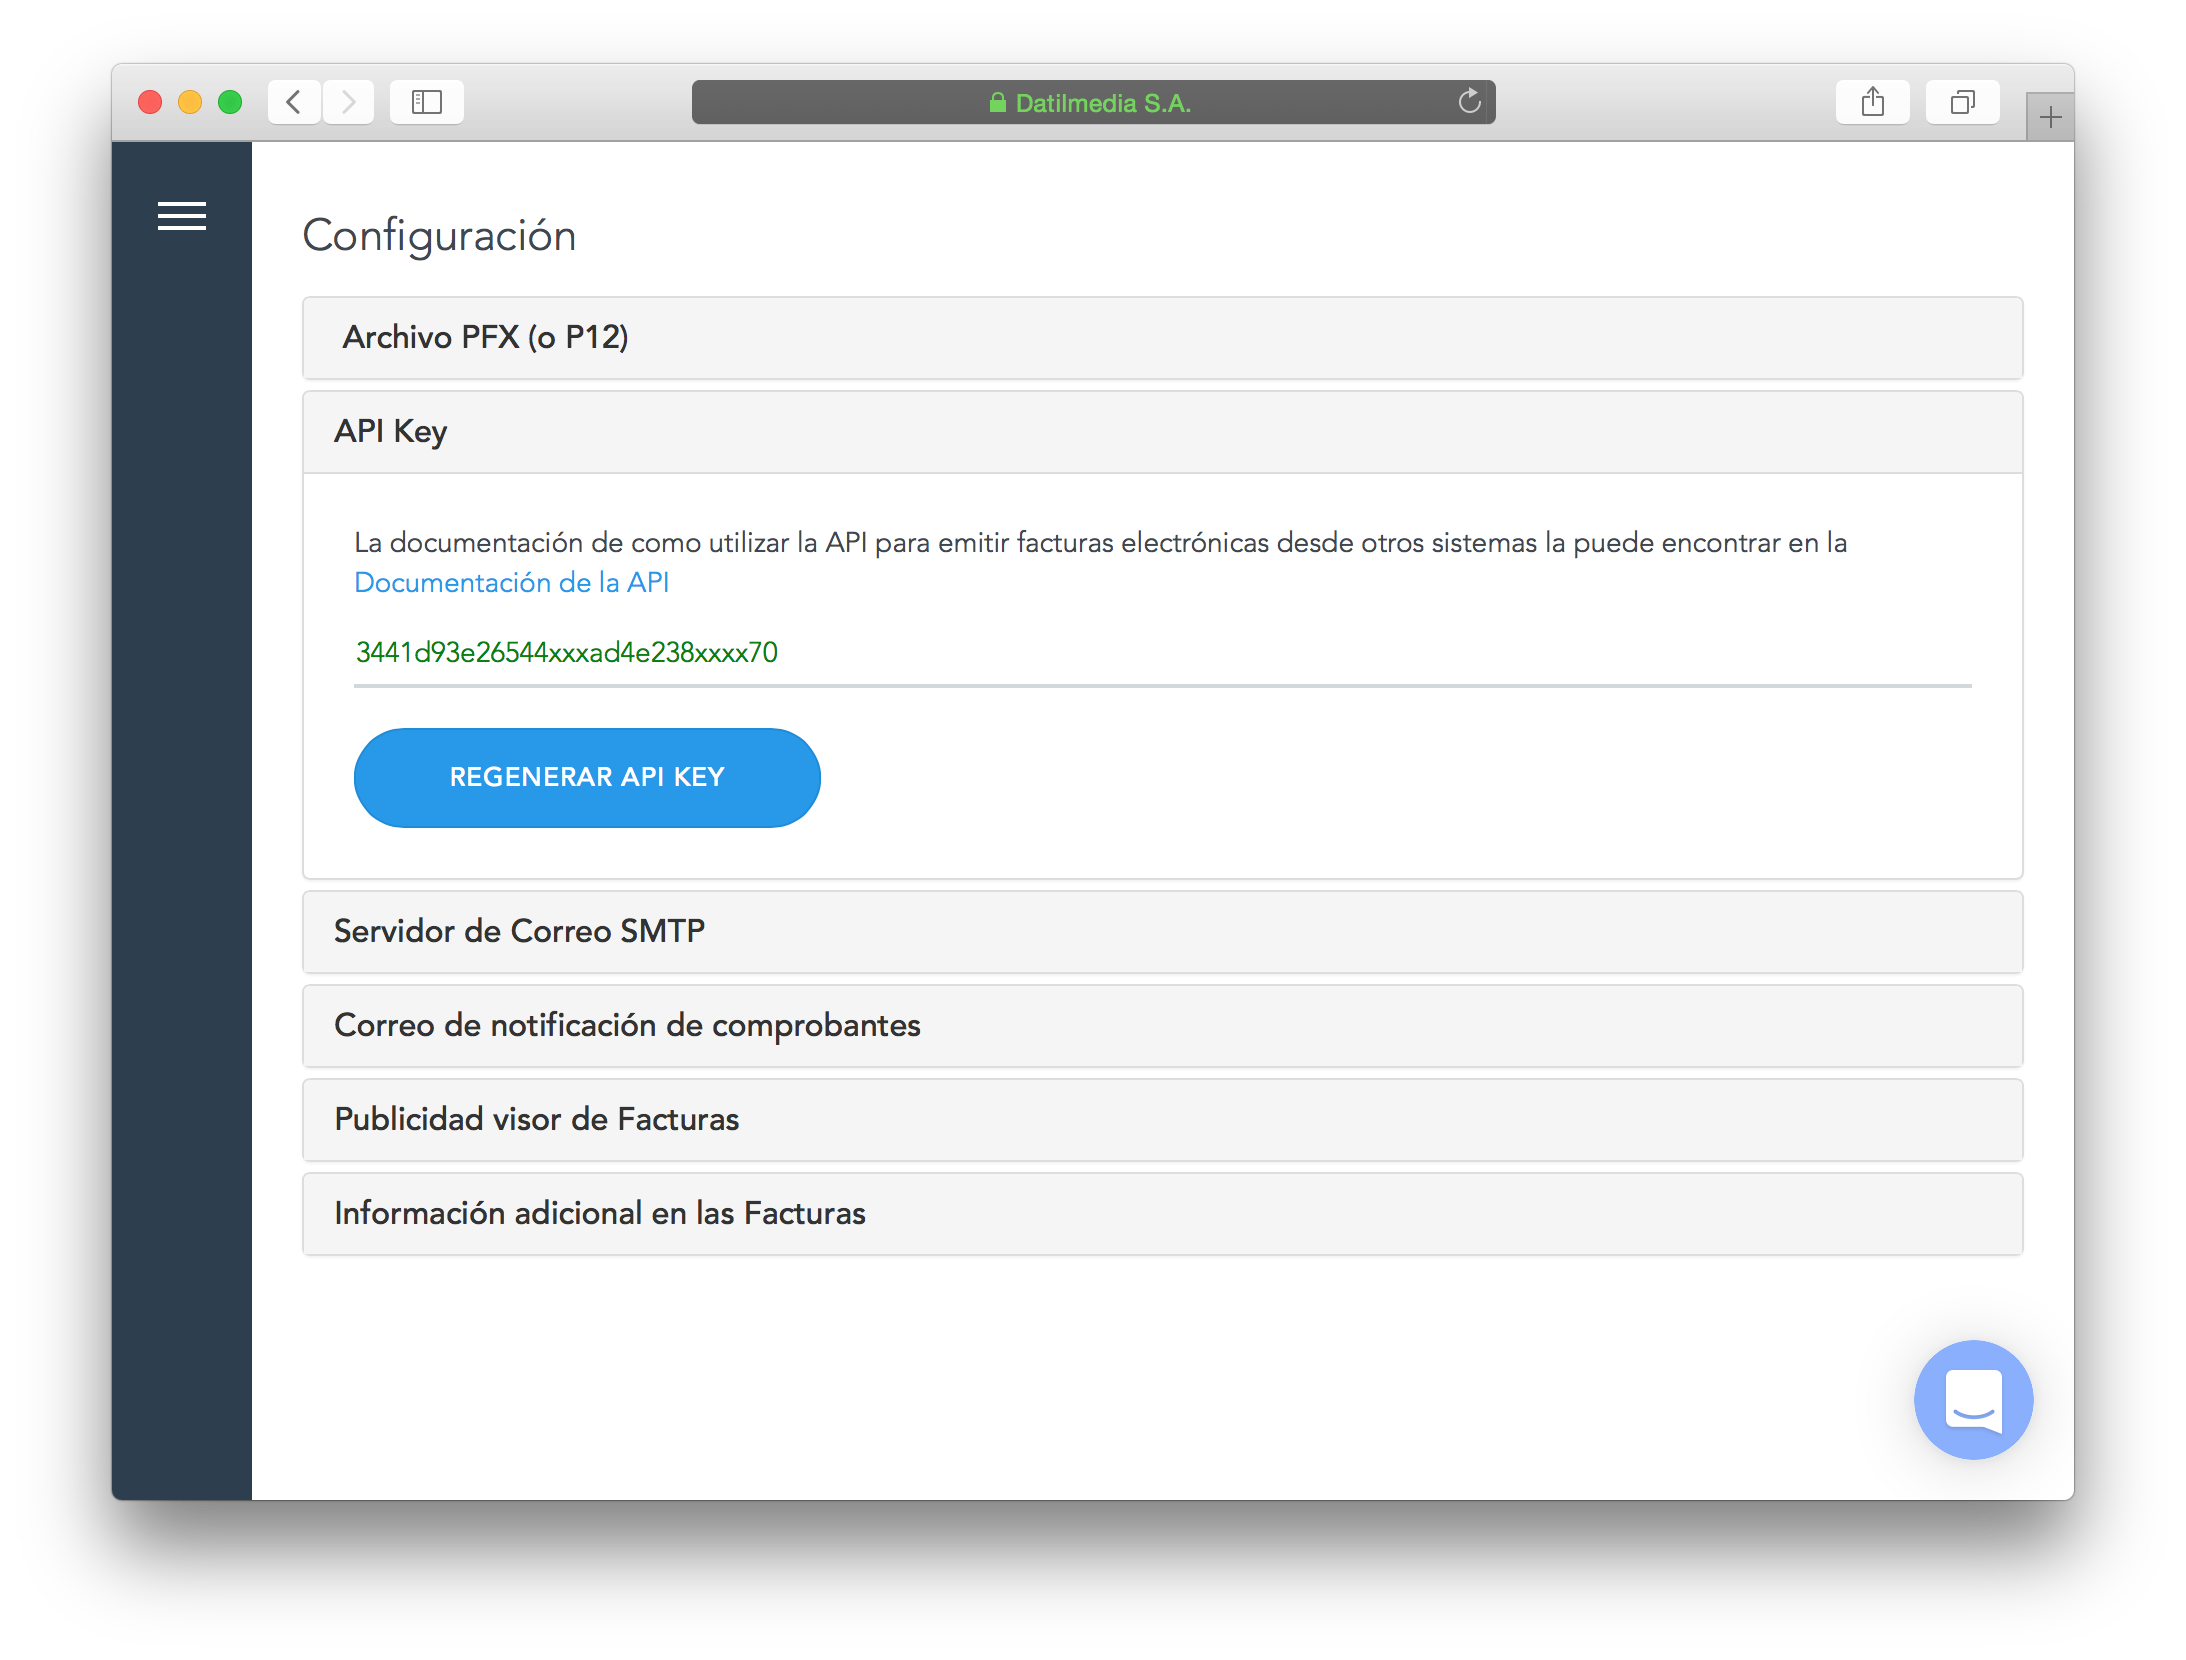 Datilmedia S.A.
Configuración
Archivo PFX (o P12)
API Key
La documentación de como utilizar la API para emitir facturas electrónicas desde otros sistemas la puede encontrar en la
Documentación de la API
3441d93e26544xxxad4e238xxxx70
REGENERAR API KEY
Servidor de Correo SMTP
Correo de notificación de comprobantes
Publicidad visor de Facturas
Información adicional en las Facturas